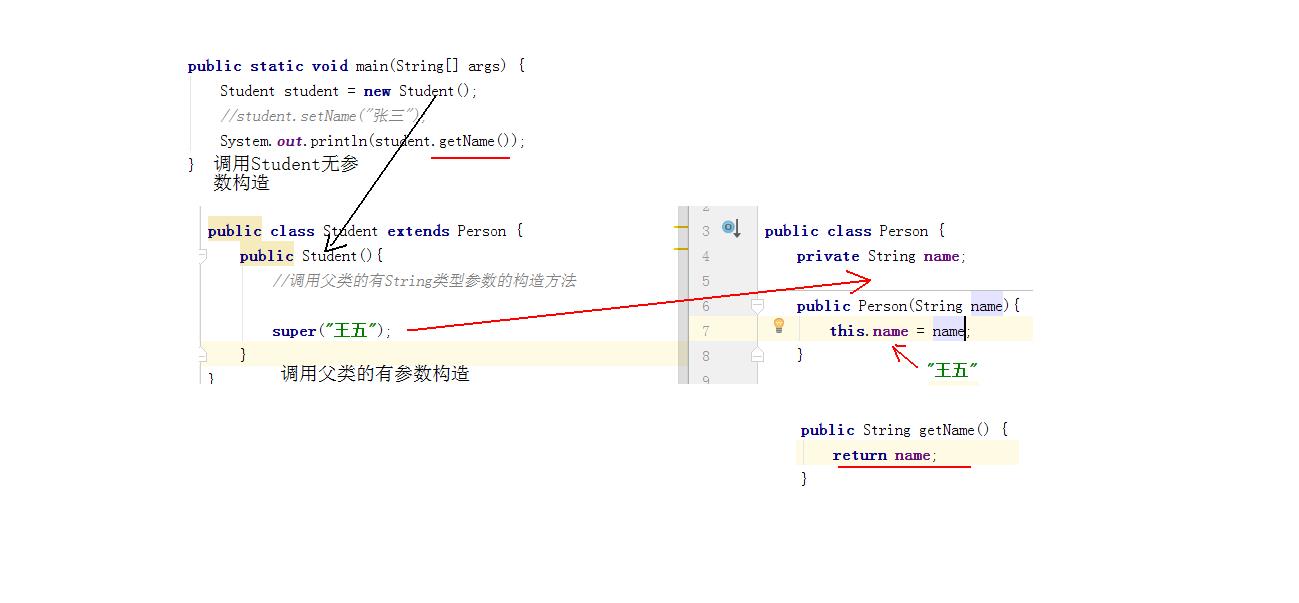 public static void main(String[] args) {
Student student = new Student();
//student.setName("张三");
System.out.println(student.getName());
}
调用Student无参
数构造
public class Student extends Person {
public Student(){
//调用父类的有String类型参数的构造方法
super("王五");
}
}
调用父类的有参数构造
2
3 public class Person {
4 private String name;
5
6 public Person(String name){
7 this.name = name;
8 }
9
"王五"
public String getName() {
return name;
}